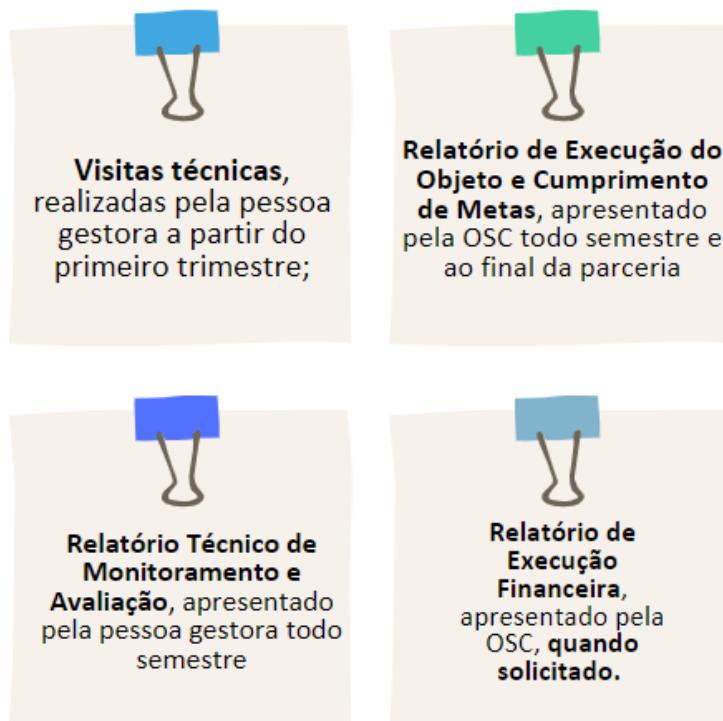 Visitas técnicas,
realizadas pela pessoa
gestora a partir do
primeiro trimestre;
Relatório de Execução do
Objeto e Cumprimento
de Metas, apresentado
pela OSC todo semestre e
ao final da parceria
Relatório Técnico de
Monitoramento e
Avaliação, apresentado
pela pessoa gestora todo
semestre
Relatório de
Execução
Financeira,
apresentado pela
OSC, quando
solicitado.